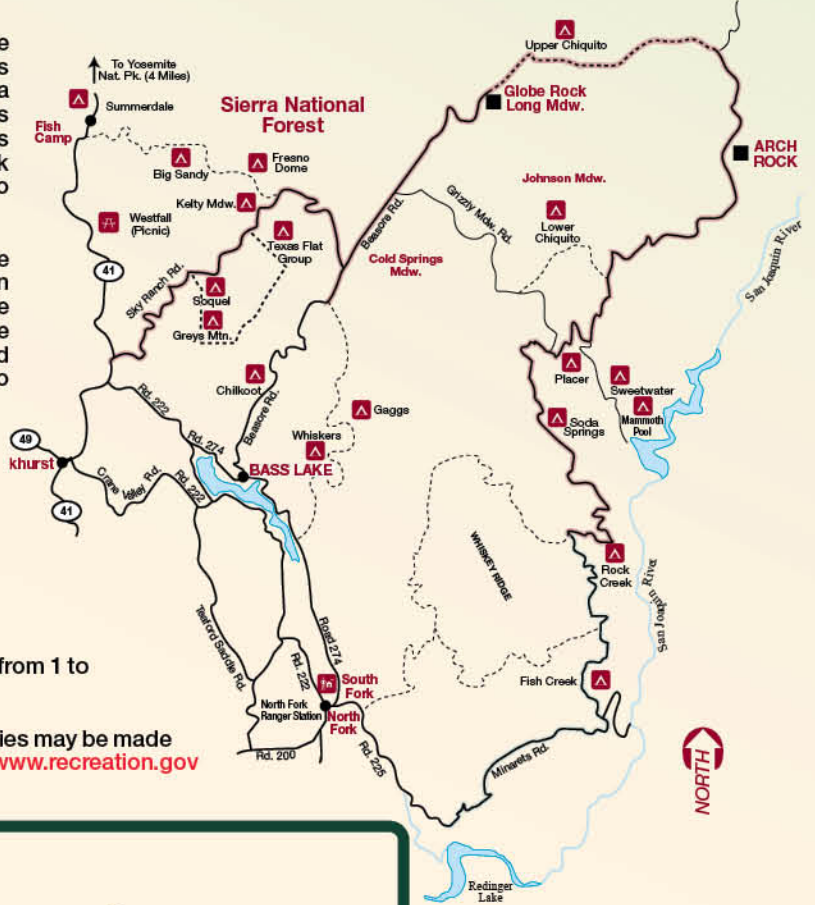 To Yosemite
Nat. Pk. (4 Miles)
Summerdale
Fish
Camp
Sierra National
Forest
Upper Chiquito
Globe Rock
Long Mdw.
ARCH
ROCK
Big Sandy
Fresno
Dome
Johnson Mdw.
Kelty Mdw.
Westfall
(Picnic)
Texas Flat
Group
Beasore Rd.
Grizzly Mdw. Rd.
Lower
Chiquito
Cold Springs
Mdw.
San Joaquin River
41
Sky Ranch Rd.
Soquel
Greys Mtn.
Chilkoot
Beasore Rd.
Placer
Sweetwater
Mammoth
Pool
Soda
Springs
Gaggs
Whiskers
Rd. 222
Rd. 274
49
khurst
BASS LAKE
Crane Valley Rd.
Rd. 222
41
WHISKEY RIDGE
Rock
Creek
San Joaquin River
Teaford Saddle Rd.
Road 274
Rd. 222
South
Fork
Fish Creek
North Fork
Ranger Station
North
Fork
Rd. 200
Rd. 225
Minarets Rd.
NORTH
Redinger
Lake
e
s
a
s
s
k
o
e
n
e
e
d
o
from 1 to
ies may be made
www.recreation.gov